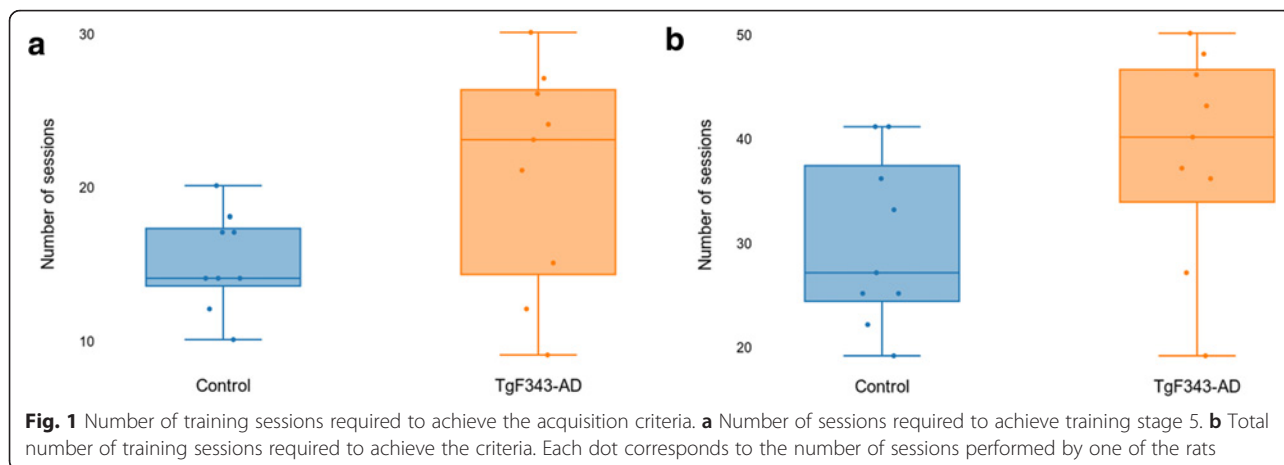 a
b
30
20
10
Number of sessions
Control
TgF343-AD
50
40
30
20
Number of sessions
Control
TgF343-AD
Fig. 1 Number of training sessions required to achieve the acquisition criteria. a Number of sessions required to achieve training stage 5. b Total
number of training sessions required to achieve the criteria. Each dot corresponds to the number of sessions performed by one of the rats